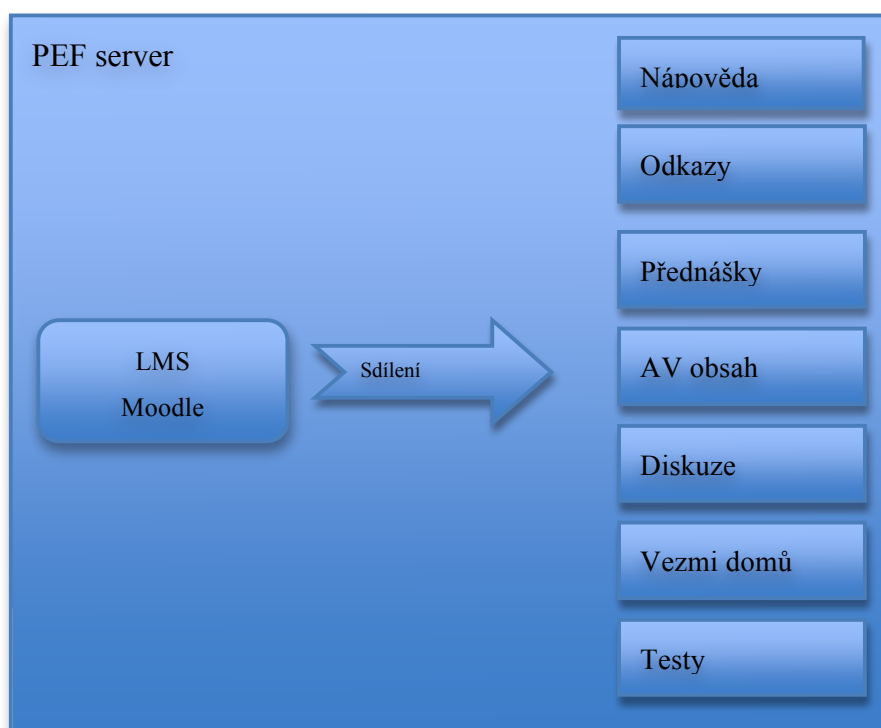 PEF server
LMS
Moodle
Sdílení
Nápověda
Odkazy
Přednášky
AV obsah
Diskuze
Vezmi domů
Testy